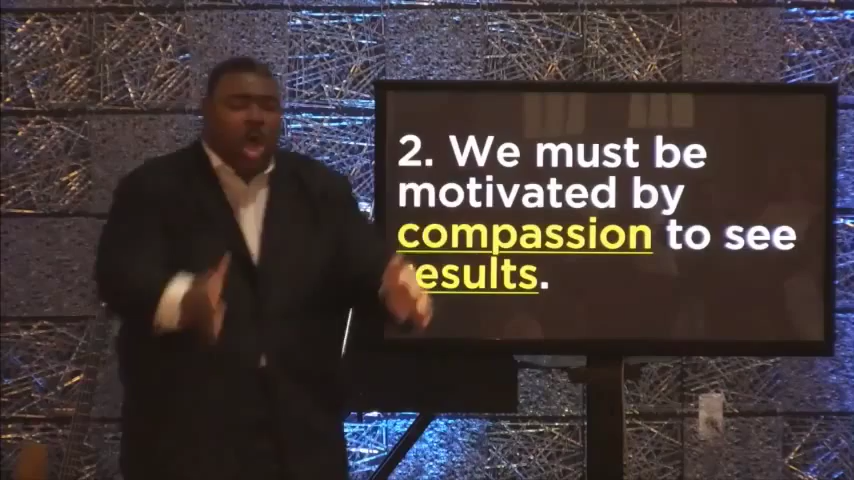 2. We must be
motivated by
compassion to see
results.